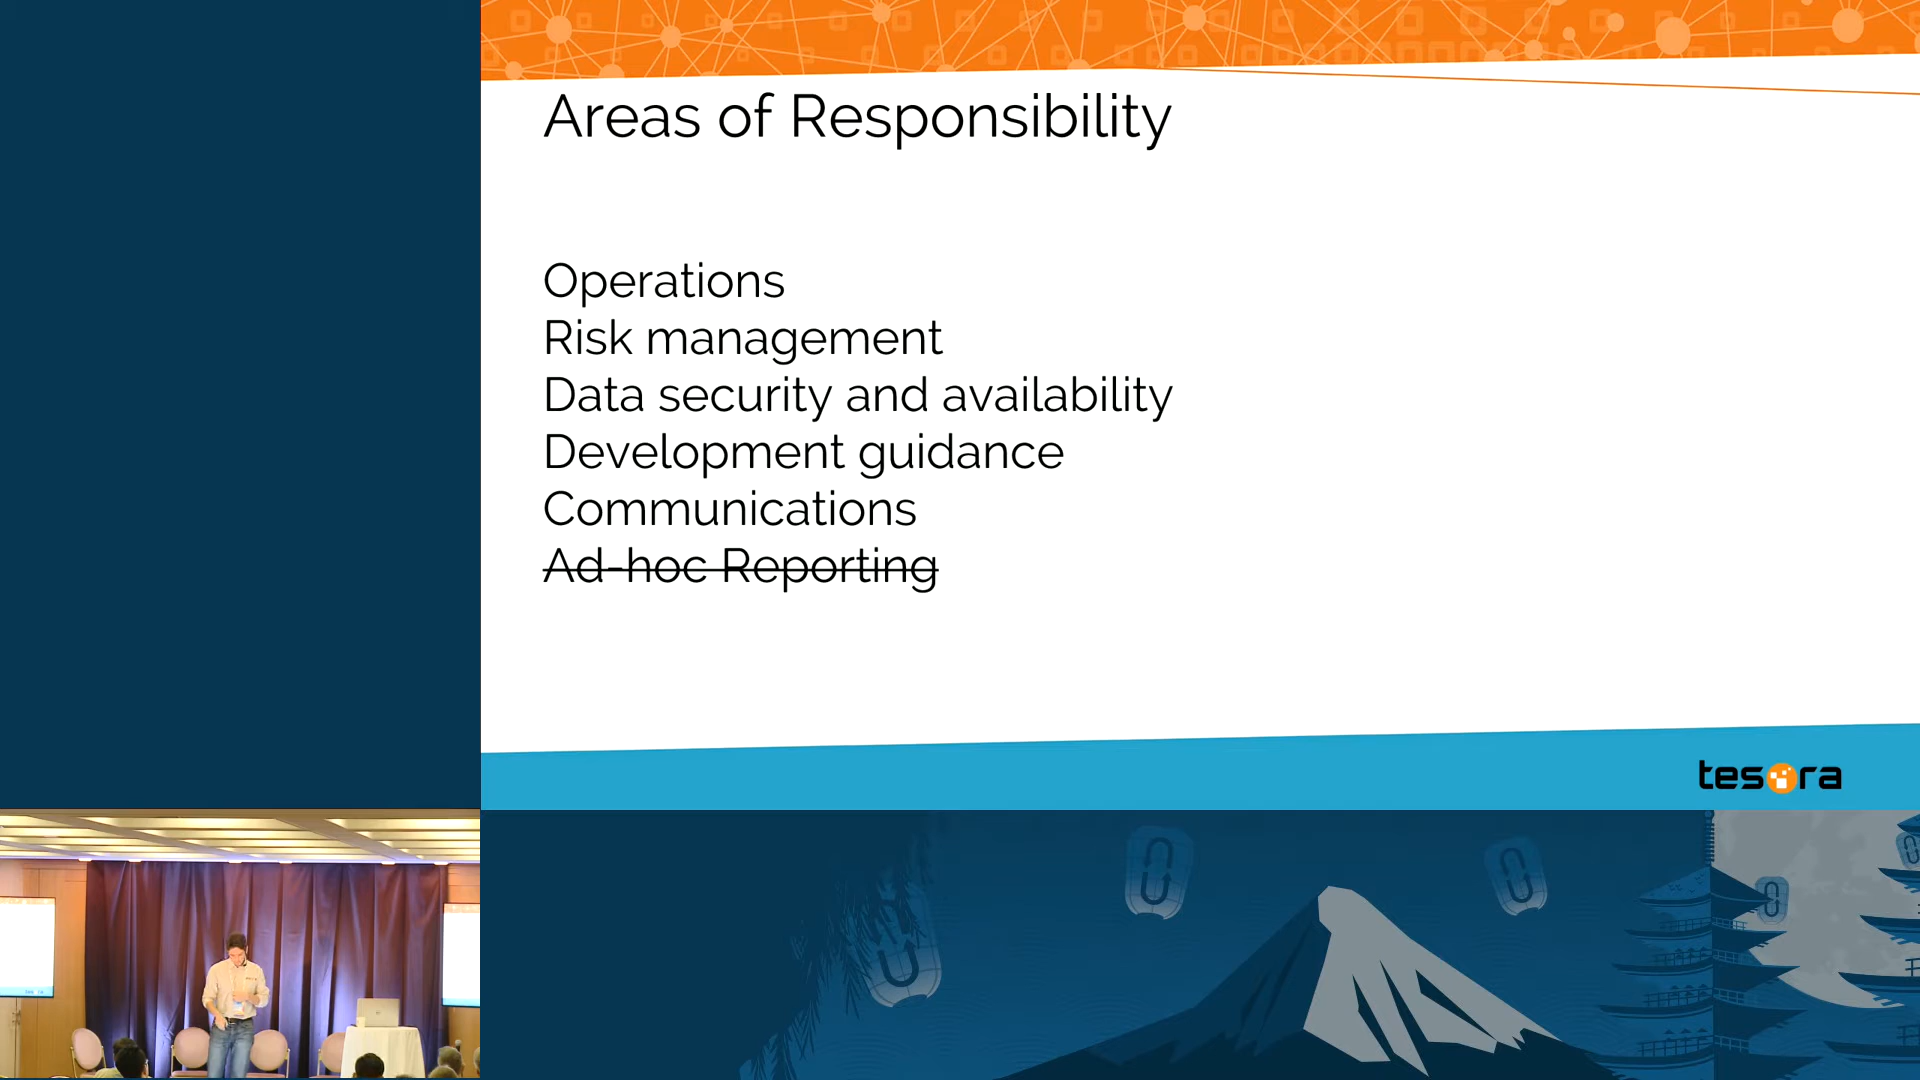 Areas of Responsibility
Operations
Risk management
Data security and availability
Development guidance
Communications
Ad-hoc Reporting
tesora